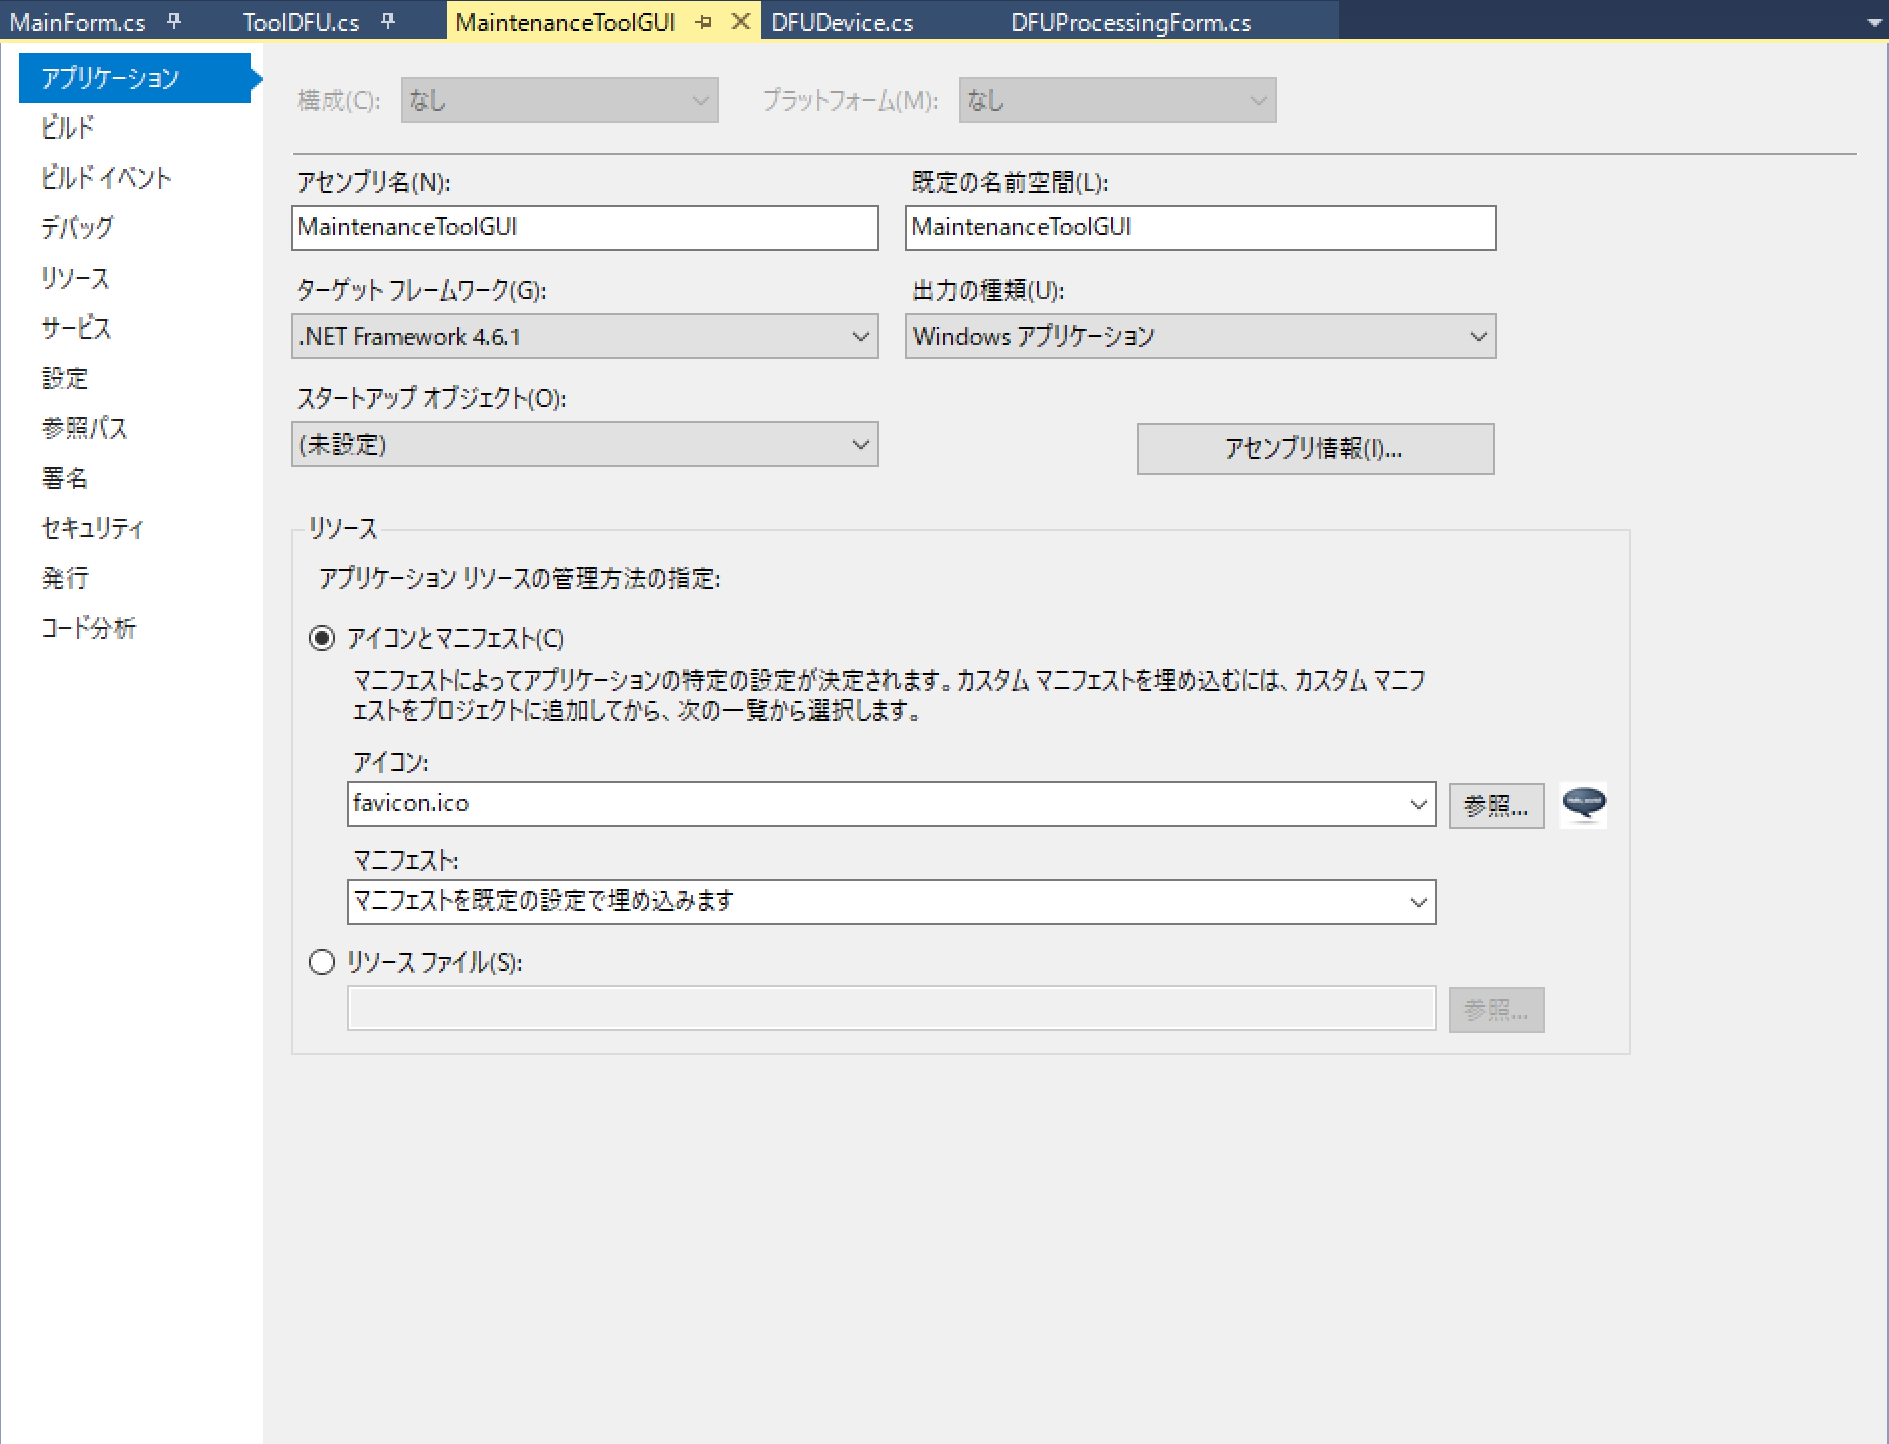 MainForm.cs
ToolDFU.cs
MaintenanceToolGUI
DFUDevice.cs
DFUProcessingForm.cs
アプリケーション
ビルド
ビルド イベント
デバッグ
リソース
サービス
設定
参照パス
署名
セキュリティ
発行
コード分析
構成(C):
なし
プラットフォーム(M):
なし
アセンブリ名(N):
既定の名前空間(L):
MaintenanceToolGUI
MaintenanceToolGUI
ターゲット フレームワーク(G):
出力の種類(U):
.NET Framework 4.6.1
Windows アプリケーション
スタートアップ オブジェクト(O):
(未設定)
アセンブリ情報(I)...
リソース
アプリケーション リソースの管理方法の指定:
アイコンとマニフェスト(C)
マニフェストによってアプリケーションの特定の設定が決定されます。カスタム マニフェストを埋め込むには、カスタム マニフ
ェストをプロジェクトに追加してから、次の一覧から選択します。
アイコン:
favicon.ico
参照...
マニフェスト:
マニフェストを既定の設定で埋め込みます
リソース ファイル(S):
参照...